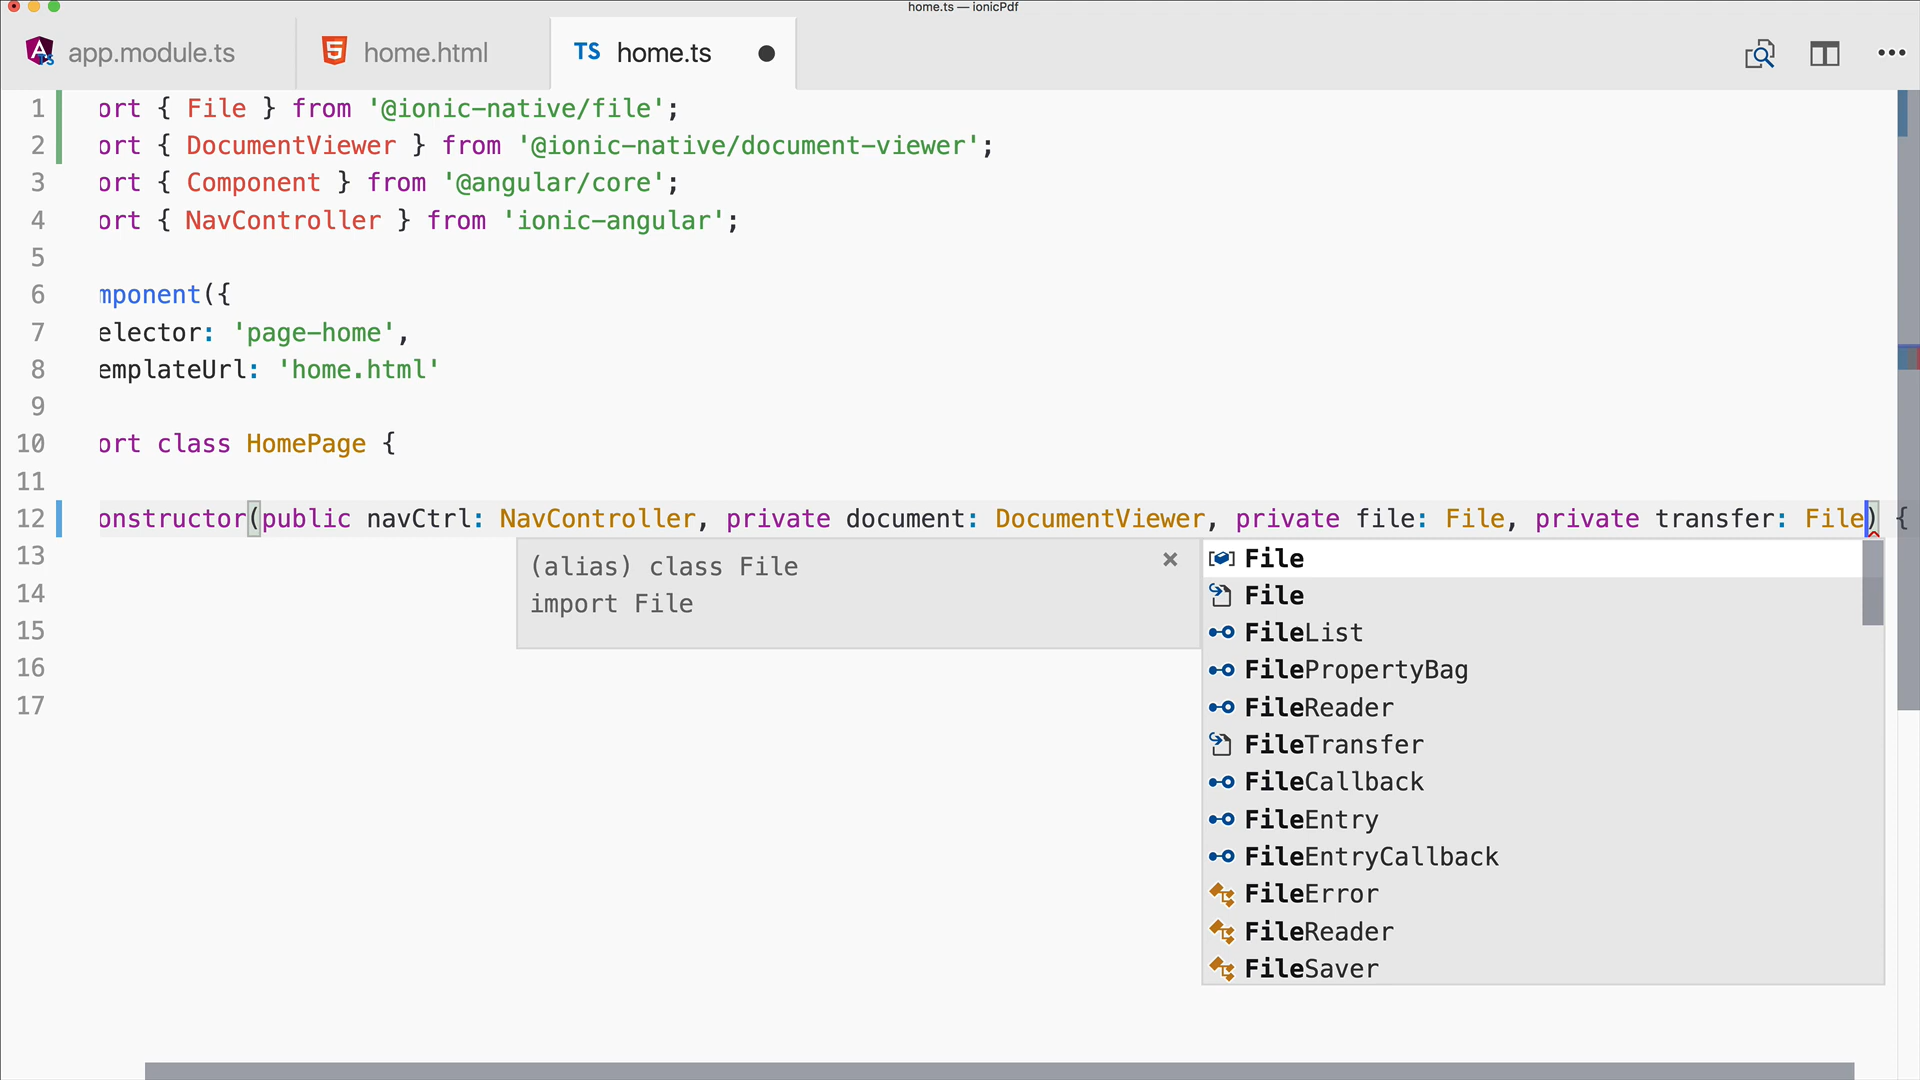 home.ts — ionicPdf
app.module.ts
home.html
TS home.ts
1 ort { File } from '@ionic-native/file';
2 ort { DocumentViewer } from '@ionic-native/document-viewer';
3 ort { Component } from '@angular/core';
4 ort { NavController } from 'ionic-angular';
5
6 mponent({
7 elector: 'page-home',
8 emplateUrl: 'home.html'
9
10 ort class HomePage {
11
12 onstructor(public navCtrl: NavController, private document: DocumentViewer, private file: File, private transfer: File) {
13
14
15
16
17
(alias) class File
import File
File
File
FileList
FilePropertyBag
FileReader
FileTransfer
FileCallback
FileEntry
FileEntryCallback
FileError
FileReader
FileSaver